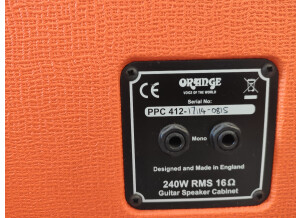 ORANGE
VOICE OF THE WORLD
Serial No:
PPC 412-17114-0815
Mono
Designed and Made in England
240W RMS 16Ω
Guitar Speaker Cabinet